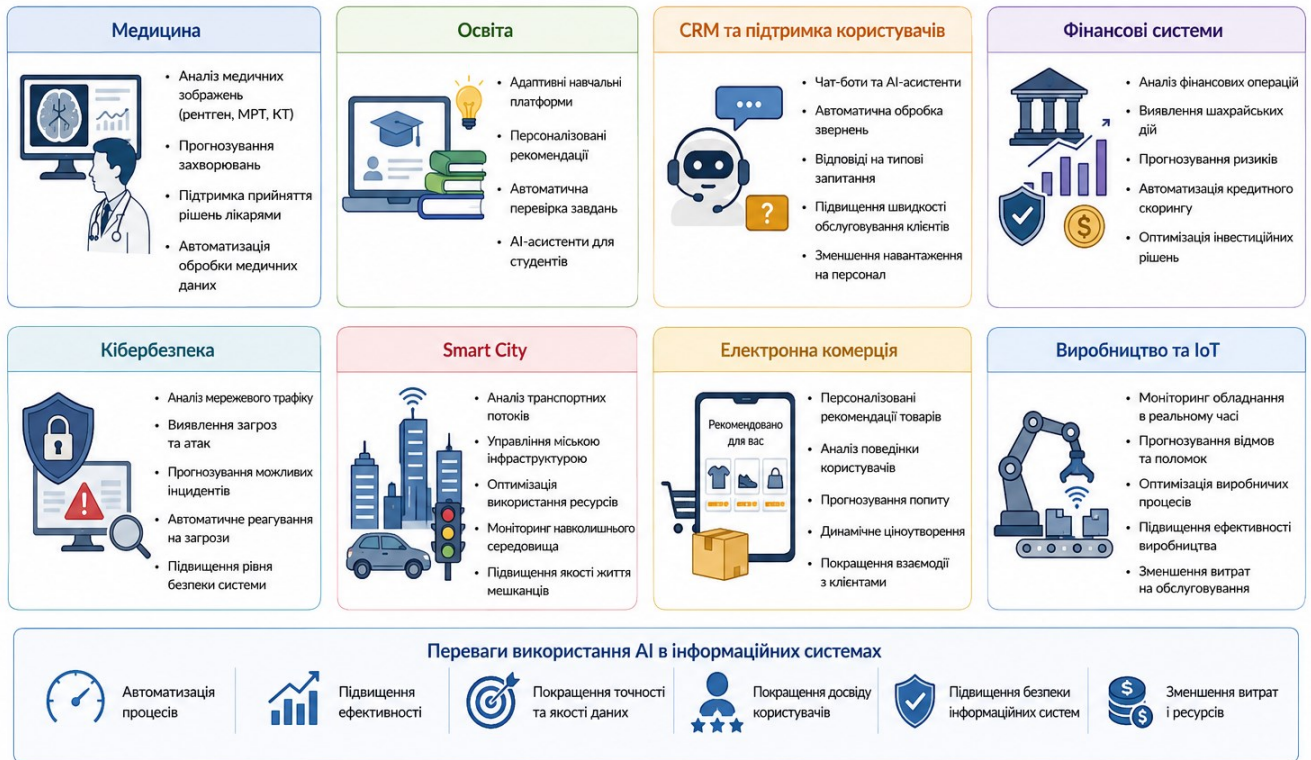 Медицина
• Аналіз медичних
зображень
(рентген, МРТ, КТ)
• Прогнозування
захворювань
• Підтримка прийняття
рішень лікарями
• Автоматизація
обробки медичних
даних
Освіта
• Адаптивні навчальні
платформи
• Персоналізовані
рекомендації
• Автоматична
перевірка завдань
• AI-асистенти для
студентів
CRM та підтримка користувачів
?
• Чат-боти та AI-асистенти
• Автоматична обробка
звернень
• Відповіді на типові
запитання
• Підвищення швидкості
обслуговування клієнтів
• Зменшення навантаження
на персонал
Фінансові системи
$
• Аналіз фінансових операцій
• Виявлення шахрайських
дій
• Прогнозування ризиків
• Автоматизація кредитного
скорингу
• Оптимізація інвестиційних
рішень
Кібербезпека
• Аналіз мережевого трафіку
• Виявлення загроз
та атак
• Прогнозування можливих
інцидентів
• Автоматичне реагування
на загрози
• Підвищення рівня
безпеки системи
Smart City
• Аналіз транспортних
потоків
• Управління міською
інфраструктурою
• Оптимізація
використання ресурсів
• Моніторинг навколишнього
середовища
• Підвищення якості життя
мешканців
Електронна комерція
Рекомендовано
для вас
• Персоналізовані
рекомендації товарів
• Аналіз поведінки
користувачів
• Прогнозування попиту
• Динамічне ціноутворення
• Покращення взаємодії
з клієнтами
Виробництво та IoT
• Моніторинг обладнання
в реальному часі
• Прогнозування відмов
та поломок
• Оптимізація виробничих
процесів
• Підвищення ефективності
виробництва
• Зменшення витрат
на обслуговування
Переваги використання AI в інформаційних системах
Автоматизація
процесів
Підвищення
ефективності
Покращення точності
та якості даних
Покращення досвіду
користувачів
Підвищення безпеки
інформаційних систем
$
$
Зменшення витрат
і ресурсів